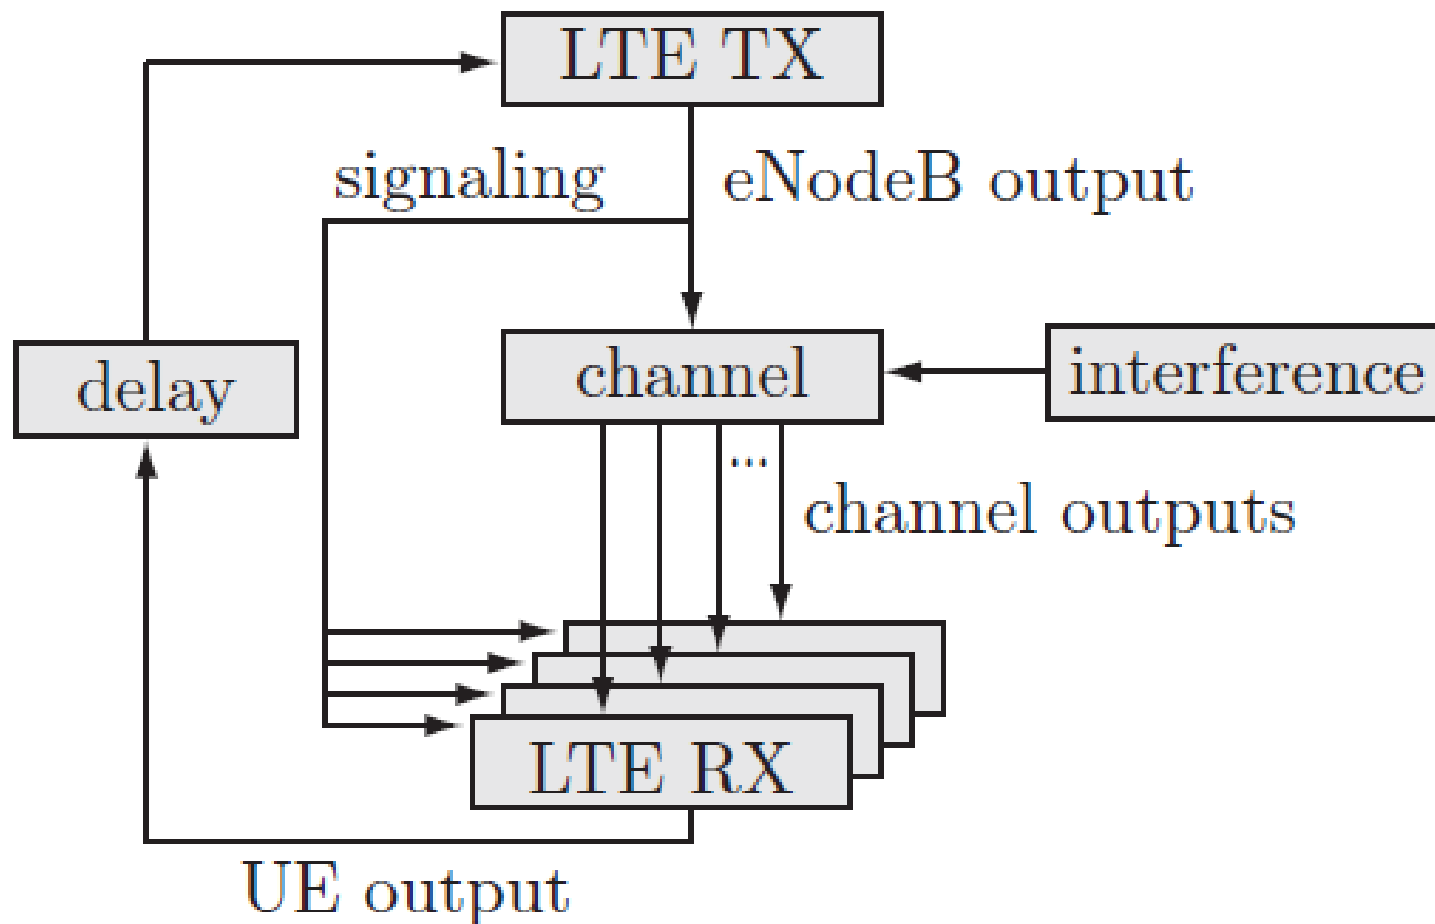 LTE TX
signaling
eNodeB output
delay
channel
interference
...
channel outputs
LTE RX
UE output